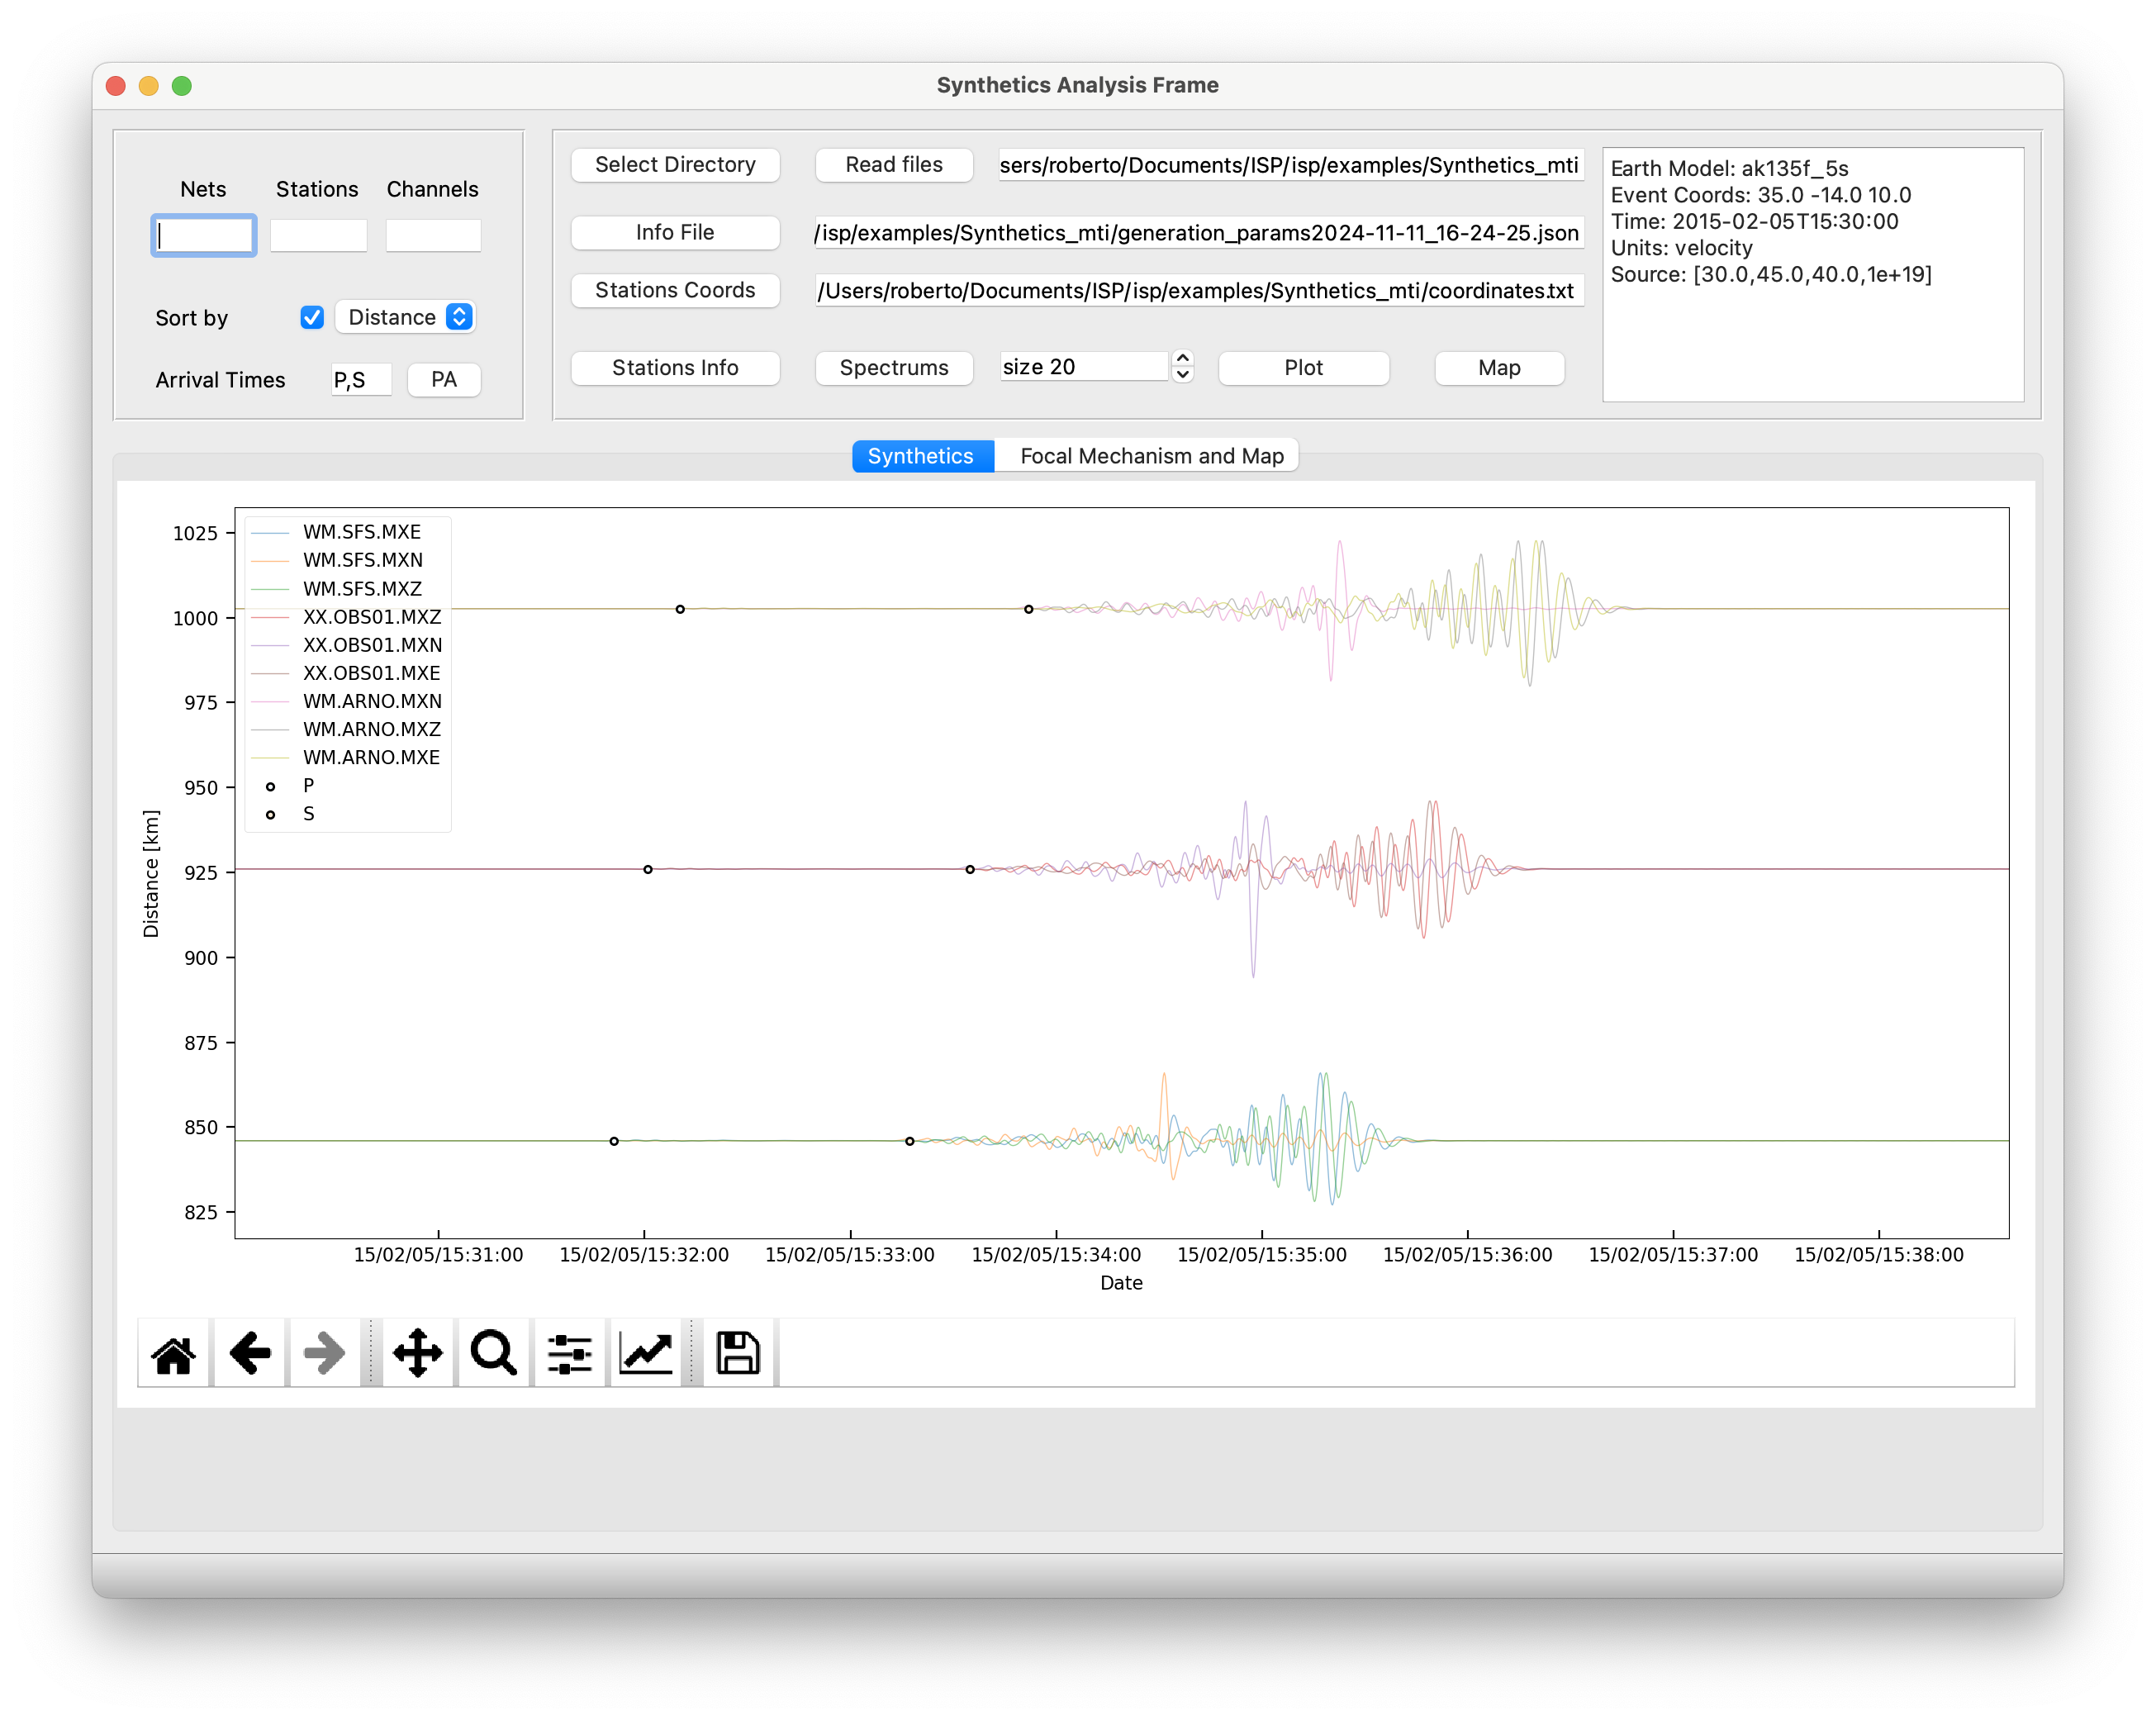 Synthetics Analysis Frame
Nets Stations Channels
Sort by Distance
Arrival Times P,S PA
Select Directory Read files sers/roberto/Documents/ISP/isp/examples/Synthetics_mti
Info File /isp/examples/Synthetics_mti/generation_params2024-11-11_16-24-25.json
Stations Coords /Users/roberto/Documents/ISP/isp/examples/Synthetics_mti/coordinates.txt
Stations Info Spectrums size 20 Plot Map
Earth Model: ak135f_5s
Event Coords: 35.0 -14.0 10.0
Time: 2015-02-05T15:30:00
Units: velocity
Source: [30.0,45.0,40.0,1e+19]
Synthetics Focal Mechanism and Map
WM.SFS.MXE
WM.SFS.MXN
WM.SFS.MXZ
XX.OBS01.MXZ
XX.OBS01.MXN
XX.OBS01.MXE
WM.ARNO.MXN
WM.ARNO.MXZ
WM.ARNO.MXE
P
S
1025
1000
975
950
925
900
875
850
825
Distance [km]
15/02/05/15:31:00 15/02/05/15:32:00 15/02/05/15:33:00 15/02/05/15:34:00 15/02/05/15:35:00 15/02/05/15:36:00 15/02/05/15:37:00 15/02/05/15:38:00
Date